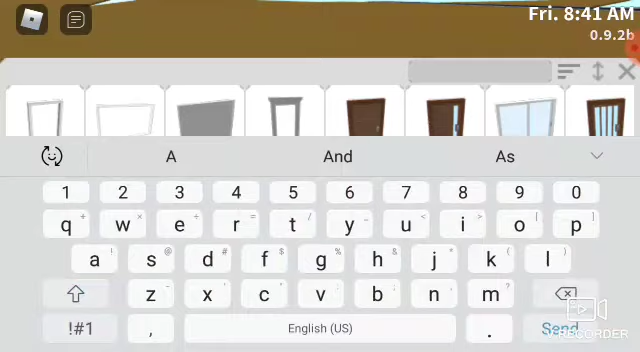 Fri. 8:41 AM
0.9.2b
A And As
1 2 3 4 5 6 7 8 9 0
q w e r t y u i o p
a s d f g h j k l
z x c v b n m
!#1 , English (US) . Send
RECORDER